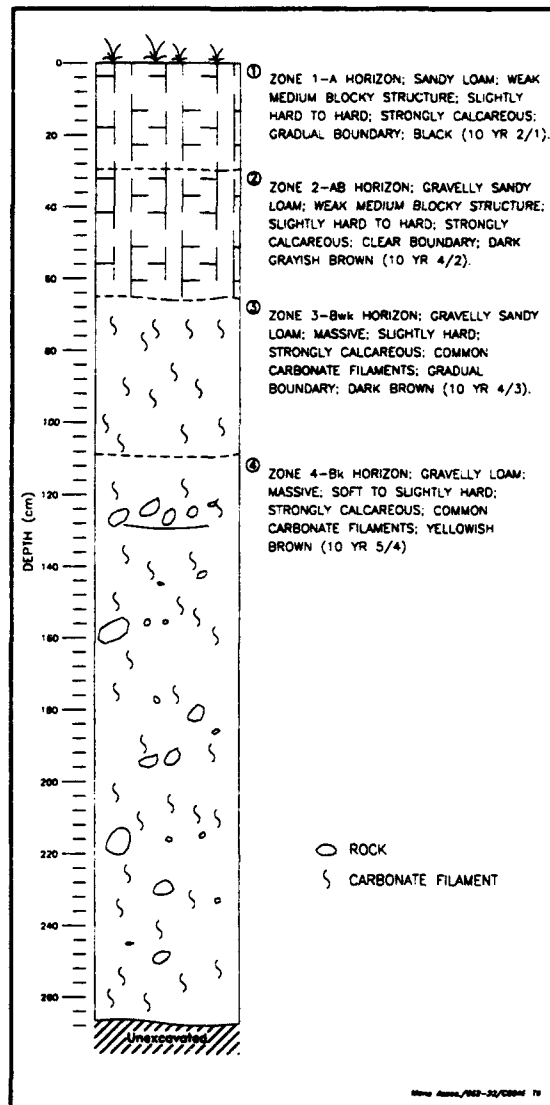 0
20
40
60
80
100
120
140
160
180
200
220
240
260
DEPTH (cm)
① ZONE 1-A HORIZON; SANDY LOAM; WEAK
MEDIUM BLOCKY STRUCTURE; SLIGHTLY
HARD TO HARD; STRONGLY CALCAREOUS;
GRADUAL BOUNDARY; BLACK (10 YR 2/1).
② ZONE 2-AB HORIZON; GRAVELLY SANDY
LOAM; WEAK MEDIUM BLOCKY STRUCTURE;
SLIGHTLY HARD TO HARD; STRONGLY
CALCAREOUS; CLEAR BOUNDARY; DARK
GRAYISH BROWN (10 YR 4/2).
③ ZONE 3-Bwk HORIZON; GRAVELLY SANDY
LOAM; MASSIVE; SLIGHTLY HARD;
STRONGLY CALCAREOUS; COMMON
CARBONATE FILAMENTS; GRADUAL
BOUNDARY; DARK BROWN (10 YR 4/3).
④ ZONE 4-Bk HORIZON; GRAVELLY LOAM;
MASSIVE; SOFT TO SLIGHTLY HARD;
STRONGLY CALCAREOUS; COMMON
CARBONATE FILAMENTS; YELLOWISH
BROWN (10 YR 5/4)
ROCK
CARBONATE FILAMENT
Unexcavated